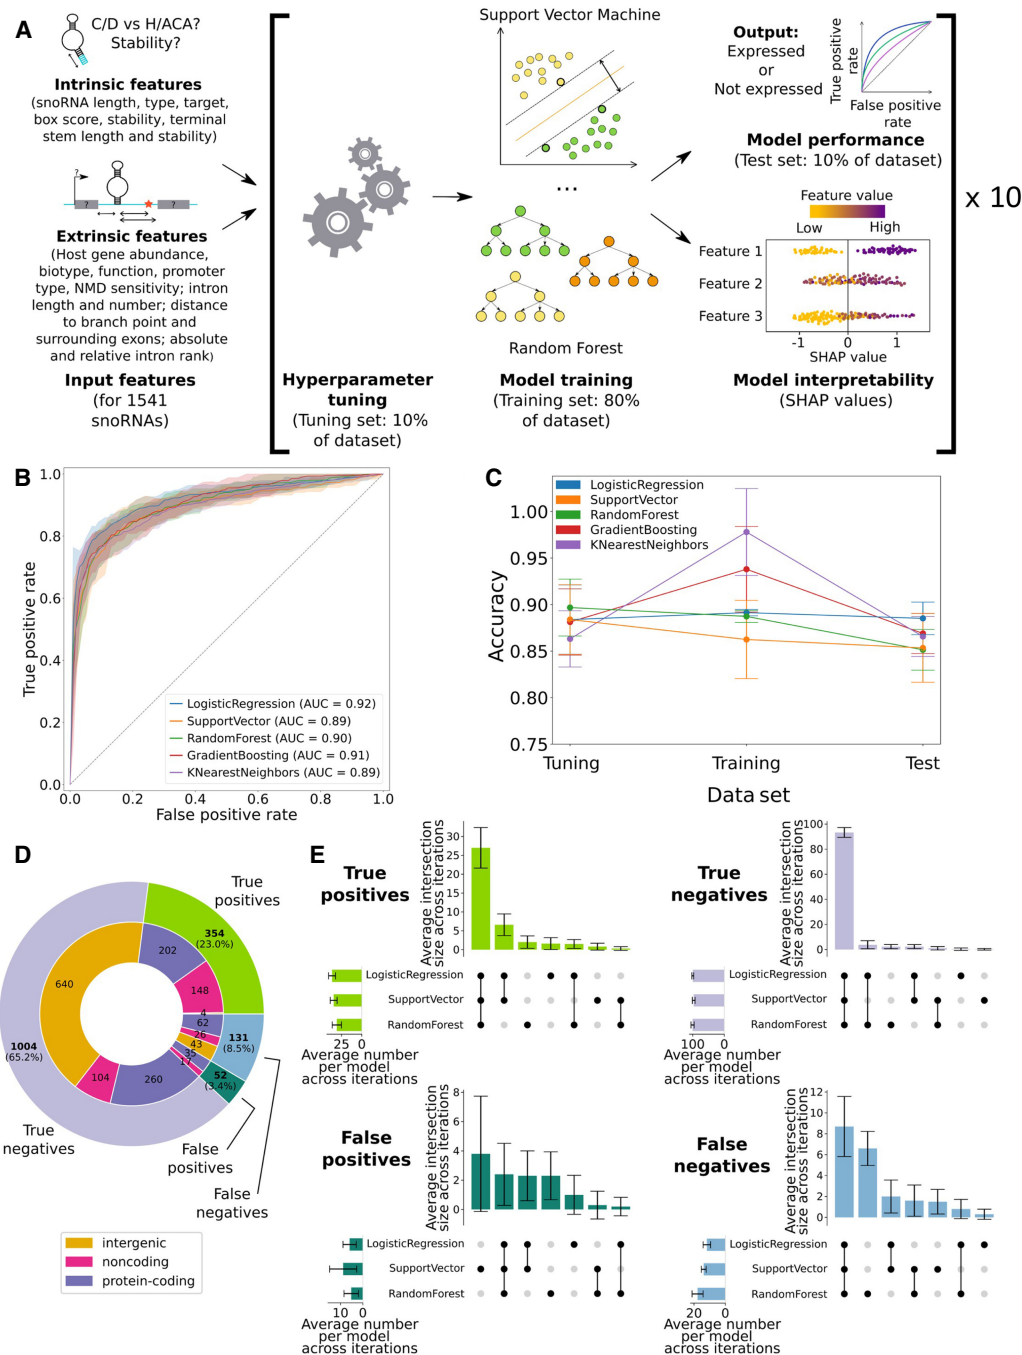 A
C/D vs H/ACA?
Stability?
Intrinsic features
(snoRNA length, type, target,
box score, stability, terminal
stem length and stability)
?
?
?
Extrinsic features
(Host gene abundance,
biotype, function, promoter
type, NMD sensitivity; intron
length and number; distance
to branch point and
surrounding exons; absolute
and relative intron rank)
Input features
(for 1541
snoRNAs)
Hyperparameter
tuning
(Tuning set: 10%
of dataset)
Support Vector Machine
...
Random Forest
Model training
(Training set: 80%
of dataset)
Output:
Expressed
or
Not expressed
True positive
rate
False positive
rate
Model performance
(Test set: 10% of dataset)
Feature value
Low
High
Feature 1
Feature 2
Feature 3
-1
0
1
SHAP value
Model interpretability
(SHAP values)
x 10
B
1.0
0.8
0.6
0.4
0.2
0.0
True positive rate
LogisticRegression (AUC = 0.92)
SupportVector (AUC = 0.89)
RandomForest (AUC = 0.90)
GradientBoosting (AUC = 0.91)
KNearestNeighbors (AUC = 0.89)
0.0
0.2
0.4
0.6
0.8
1.0
False positive rate
C
LogisticRegression
SupportVector
RandomForest
GradientBoosting
KNearestNeighbors
1.00
0.95
0.90
0.85
0.80
0.75
Accuracy
Tuning
Training
Test
Data set
D
True
positives
354
(23.0%)
202
148
4
62
26
43
35
17
131
(8.5%)
52
(3.4%)
640
1004
(65.2%)
104
260
True
negatives
False
positives
False
negatives
intergenic
noncoding
protein-coding
E
True
positives
Average intersection
size across iterations
30
25
20
15
10
5
0
LogisticRegression
SupportVector
RandomForest
25
0
Average number
per model
across iterations
True
negatives
Average intersection
size across iterations
100
80
60
40
20
0
LogisticRegression
SupportVector
RandomForest
100
0
Average number
per model
across iterations
False
positives
Average intersection
size across iterations
8
6
4
2
0
LogisticRegression
SupportVector
RandomForest
10
0
Average number
per model
across iterations
False
negatives
Average intersection
size across iterations
12
10
8
6
4
2
0
LogisticRegression
SupportVector
RandomForest
20
0
Average number
per model
across iterations